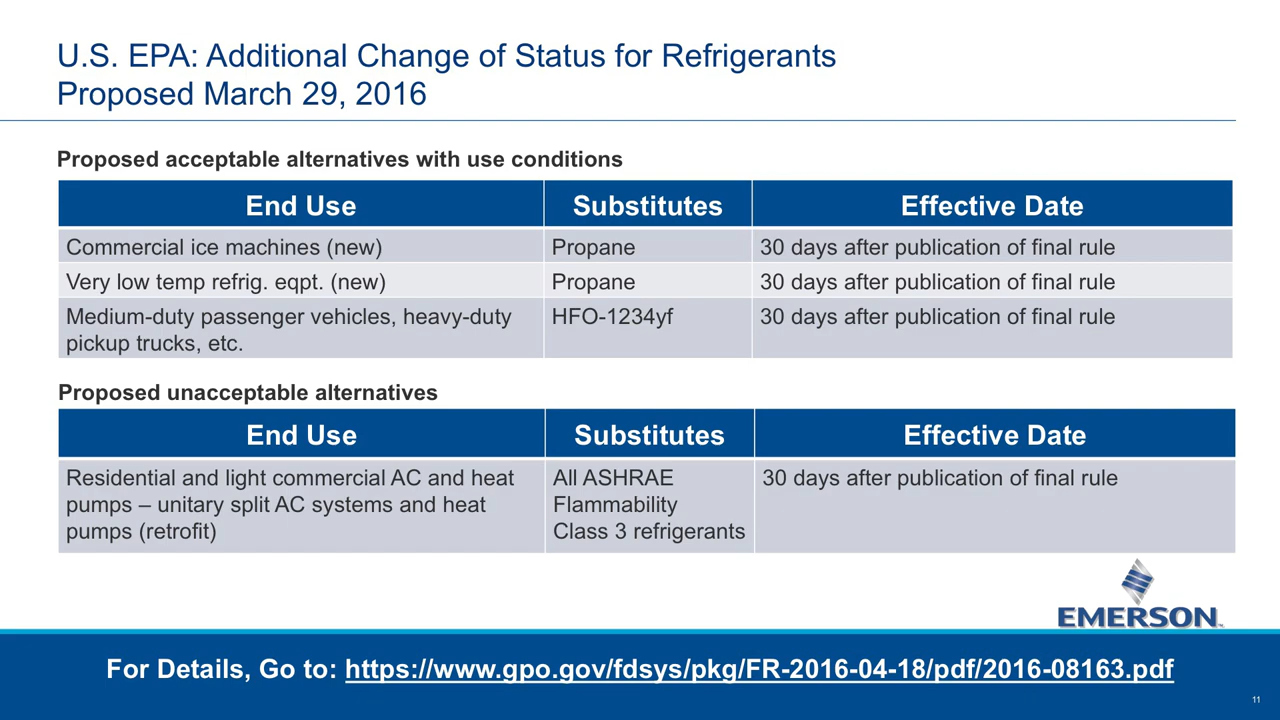 U.S. EPA: Additional Change of Status for Refrigerants
Proposed March 29, 2016
Proposed acceptable alternatives with use conditions
End Use Substitutes Effective Date
Commercial ice machines (new) Propane 30 days after publication of final rule
Very low temp refrig. eqpt. (new) Propane 30 days after publication of final rule
Medium-duty passenger vehicles, heavy-duty HFO-1234yf 30 days after publication of final rule
pickup trucks, etc.
Proposed unacceptable alternatives
End Use Substitutes Effective Date
Residential and light commercial AC and heat All ASHRAE 30 days after publication of final rule
pumps – unitary split AC systems and heat Flammability
pumps (retrofit) Class 3 refrigerants
EMERSON
For Details, Go to: https://www.gpo.gov/fdsys/pkg/FR-2016-04-18/pdf/2016-08163.pdf
11